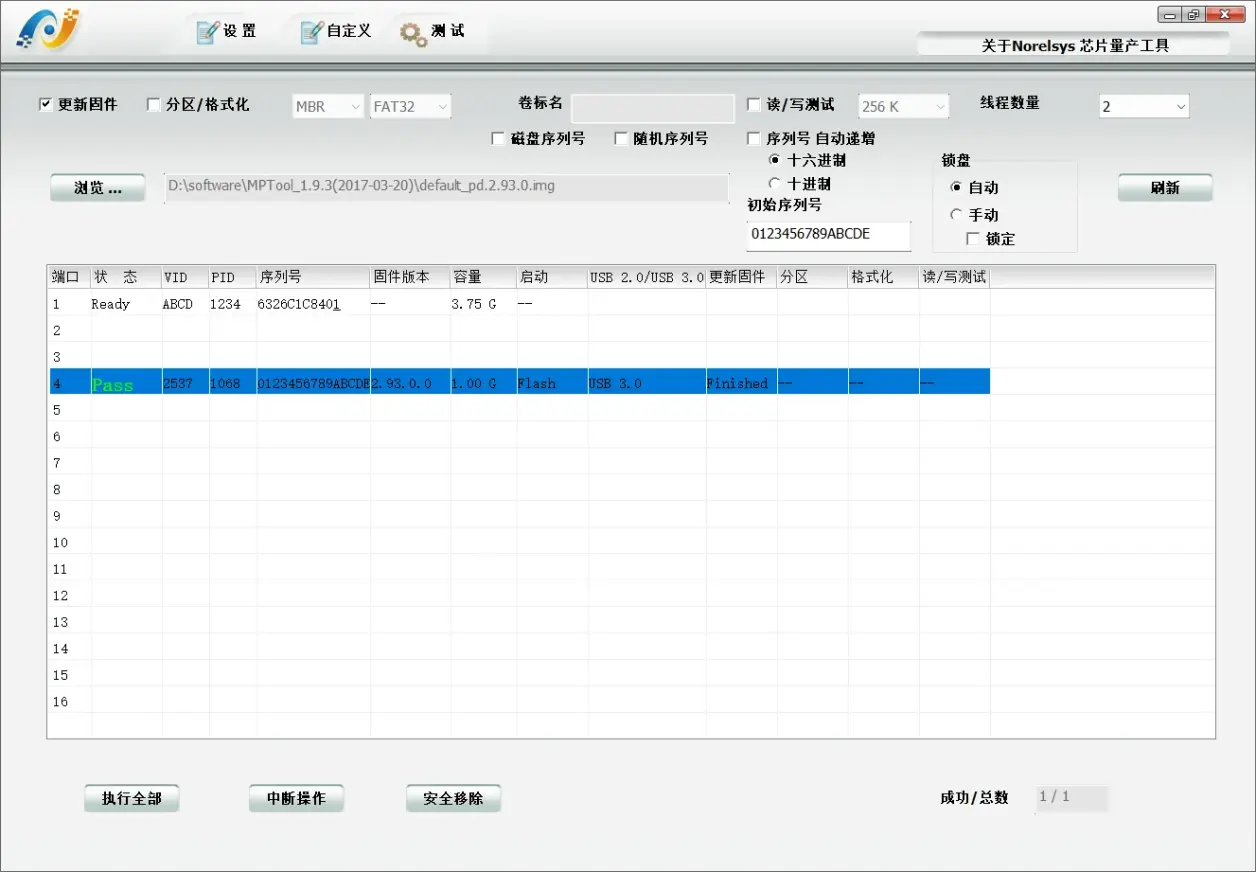 设 置 自定义 测 试
关于Norelsys 芯片量产工具
更新固件 分区/格式化 MBR FAT32 卷标名 读/写测试 256 K 线程数量 2
磁盘序列号 随机序列号 序列号 自动递增
十六进制 锁盘
浏览 ... D:\software\MPTool_1.9.3(2017-03-20)\default_pd.2.93.0.img 十进制 自动 刷新
初始序列号 手动
0123456789ABCDE 锁定
端口 状 态 VID PID 序列号 固件版本 容量 启动 USB 2.0/USB 3.0 更新固件 分区 格式化 读/写测试
1 Ready ABCD 1234 6326C1C8401 -- 3.75 G --
2
3
4 Pass 2537 1068 0123456789ABCDE 2.93.0.0 1.00 G Flash USB 3.0 Finished -- -- --
5
6
7
8
9
10
11
12
13
14
15
16
执行全部 中断操作 安全移除 成功/总数 1 / 1